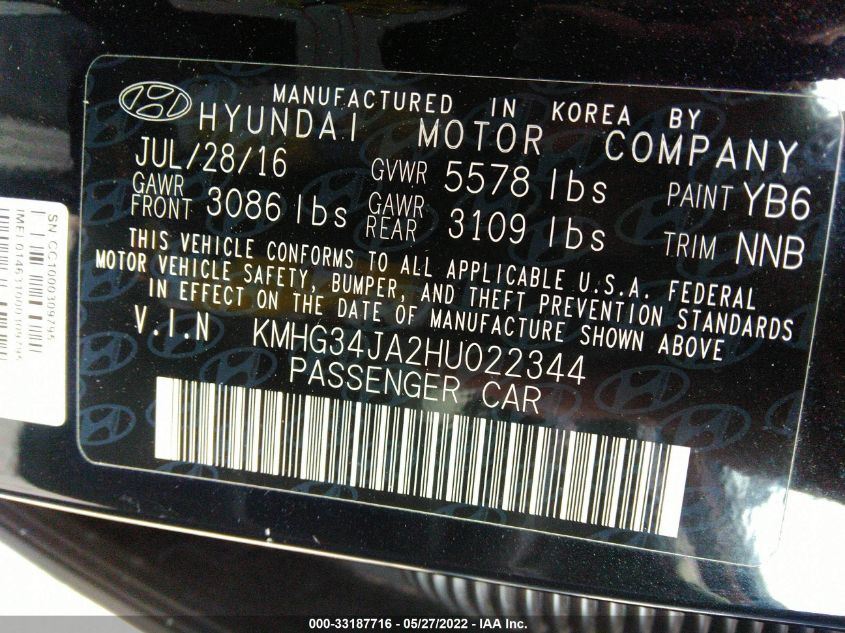 MANUFACTURED IN KOREA BY
HYUNDAI MOTOR COMPANY
JUL/28/16 GVWR 5578 lbs PAINT YB6
GAWR FRONT 3086 lbs GAWR REAR 3109 lbs TRIM NNB
THIS VEHICLE CONFORMS TO ALL APPLICABLE U.S.A. FEDERAL
MOTOR VEHICLE SAFETY, BUMPER, AND THEFT PREVENTION STANDARDS
IN EFFECT ON THE DATE OF MANUFACTURE SHOWN ABOVE
V.I.N KMHG34JA2HU022344
PASSENGER CAR
SN
IMEI
000-33187716 - 05/27/2022 - IAA Inc.